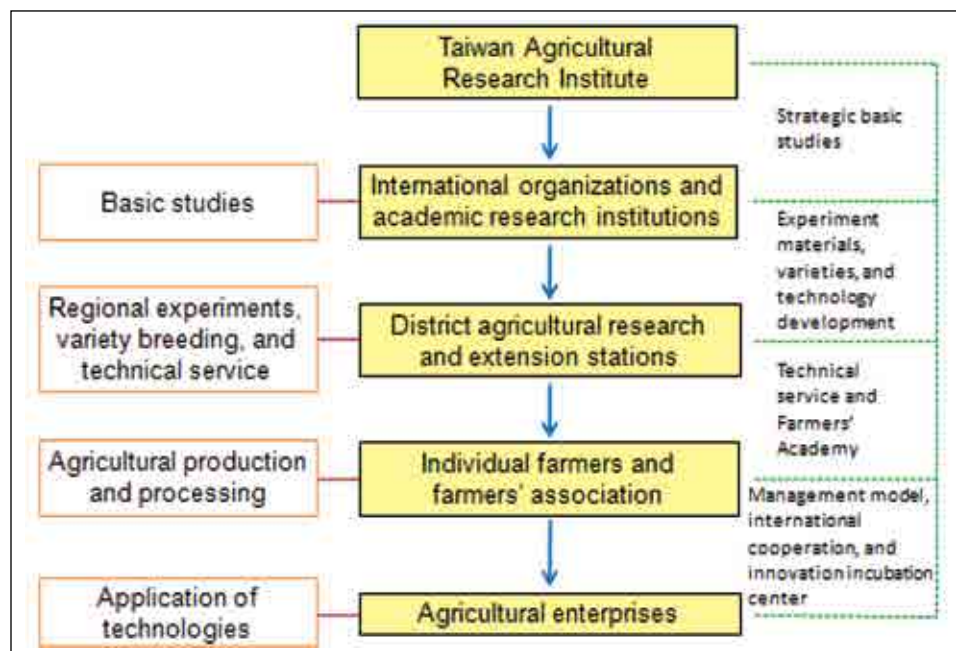 Taiwan Agricultural
Research Institute
Strategic basic
studies
Basic studies
International organizations and
academic research institutions
Experiment
materials,
varieties, and
technology
development
Regional experiments,
variety breeding, and
technical service
District agricultural research
and extension stations
Technical
service and
Farmers'
Academy
Agricultural production
and processing
Individual farmers and
farmers' association
Management model,
international
cooperation, and
innovation incubation
center
Application of
technologies
Agricultural enterprises